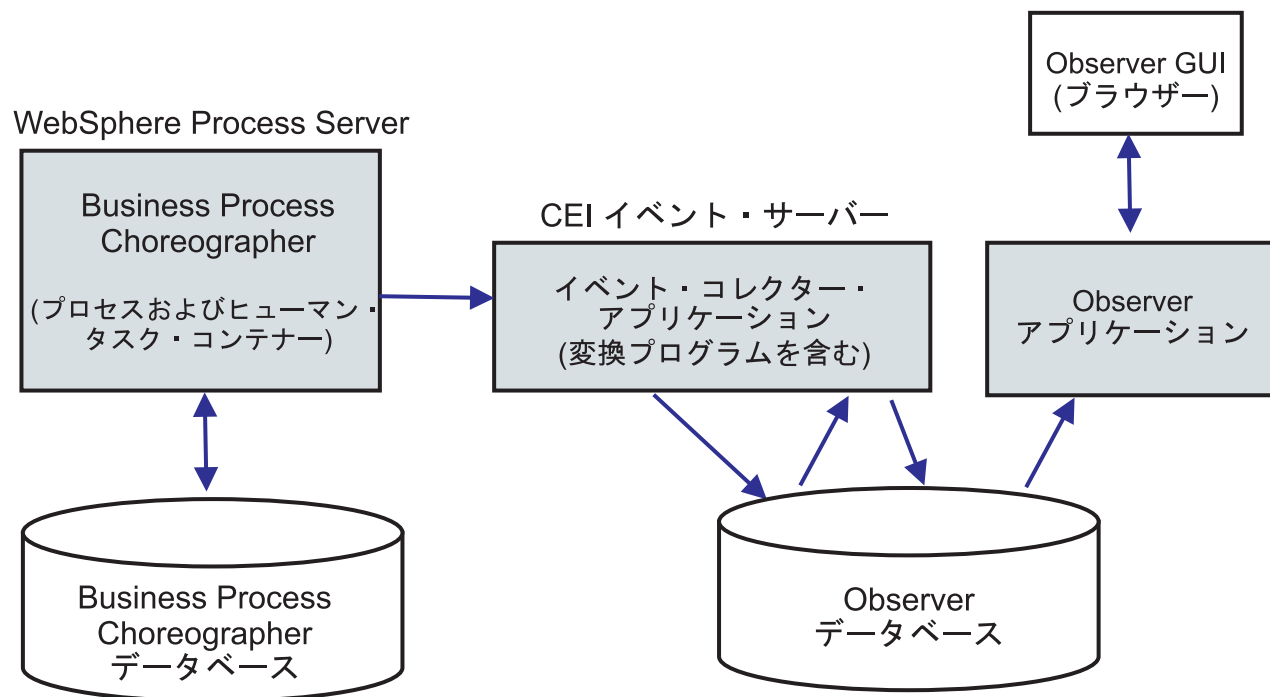 Observer GUI
(ブラウザー)
WebSphere Process Server
Business Process
Choreographer
(プロセスおよびヒューマン・
タスク・コンテナー)
CEI イベント・サーバー
イベント・コレクター・
アプリケーション
(変換プログラムを含む)
Observer
アプリケーション
Business Process
Choreographer
データベース
Observer
データベース